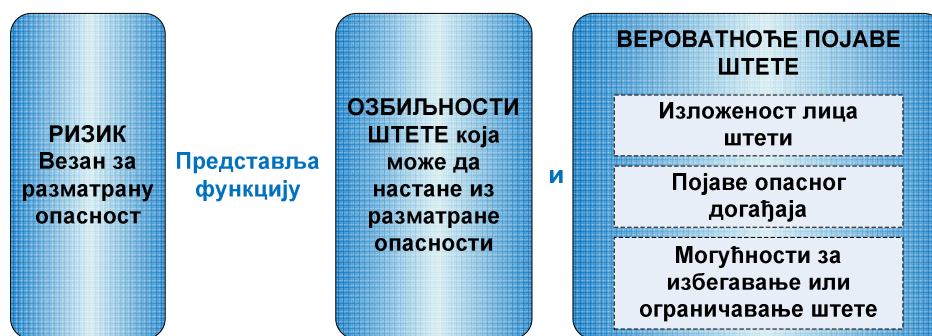 РИЗИК
Везан за
разматрану
опасност
Представља
функцију
ОЗБИЉНОСТИ
ШТЕТЕ која
може да
настане из
разматране
опасности
и
ВЕРОВАТНОЋЕ ПОЈАВЕ
ШТЕТЕ
Изложеност лица
штети
Појаве опасног
догађаја
Могућности за
избегавање или
ограничавање штете